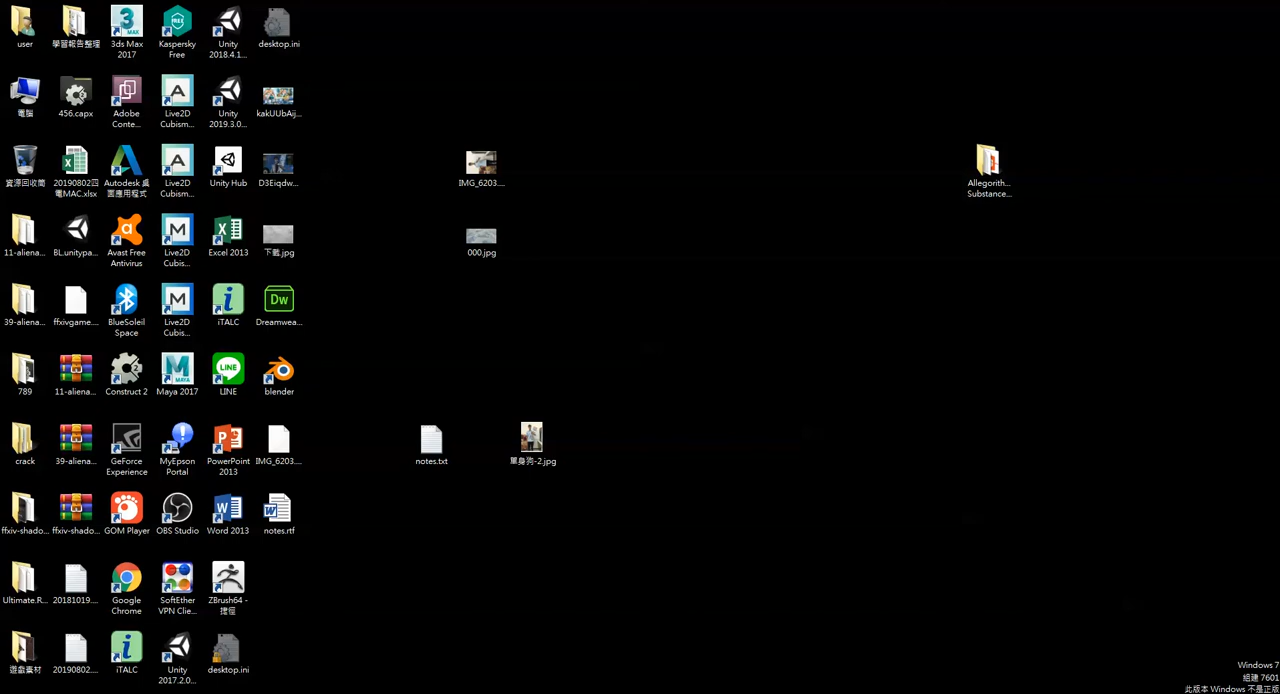 user
學習報告整理
3ds Max
2017
Kaspersky
Free
Unity
2018.4.1...
desktop.ini
電腦
456.capx
Adobe
Conte...
Live2D
Cubism...
Unity
2019.3.0...
kakUUbAij...
資源回收筒
20190802四
電MAC.xlsx
Autodesk 桌
面應用程式
Live2D
Cubism...
Unity Hub
D3Eiqdw...
IMG_6203....
Allegorith...
Substance...
11-aliena...
BL.unitypa...
Avast Free
Antivirus
Live2D
Cubis...
Excel 2013
下載.jpg
000.jpg
39-aliena...
ffxivgame....
BlueSoleil
Space
Live2D
Cubis...
iTALC
Dreamwea...
789
11-aliena...
Construct 2
Maya 2017
LINE
blender
crack
39-aliena...
GeForce
Experience
MyEpson
Portal
PowerPoint
2013
IMG_6203....
notes.txt
單身狗-2.jpg
ffxiv-shado...
ffxiv-shado...
GOM Player
OBS Studio
Word 2013
notes.rtf
Ultimate.R...
20181019....
Google
Chrome
SoftEther
VPN Clie...
ZBrush64 -
捷徑
遊戲素材
20190802....
iTALC
Unity
2017.2.0...
desktop.ini
Windows 7
組建 7601
此版本 Windows 不是正版